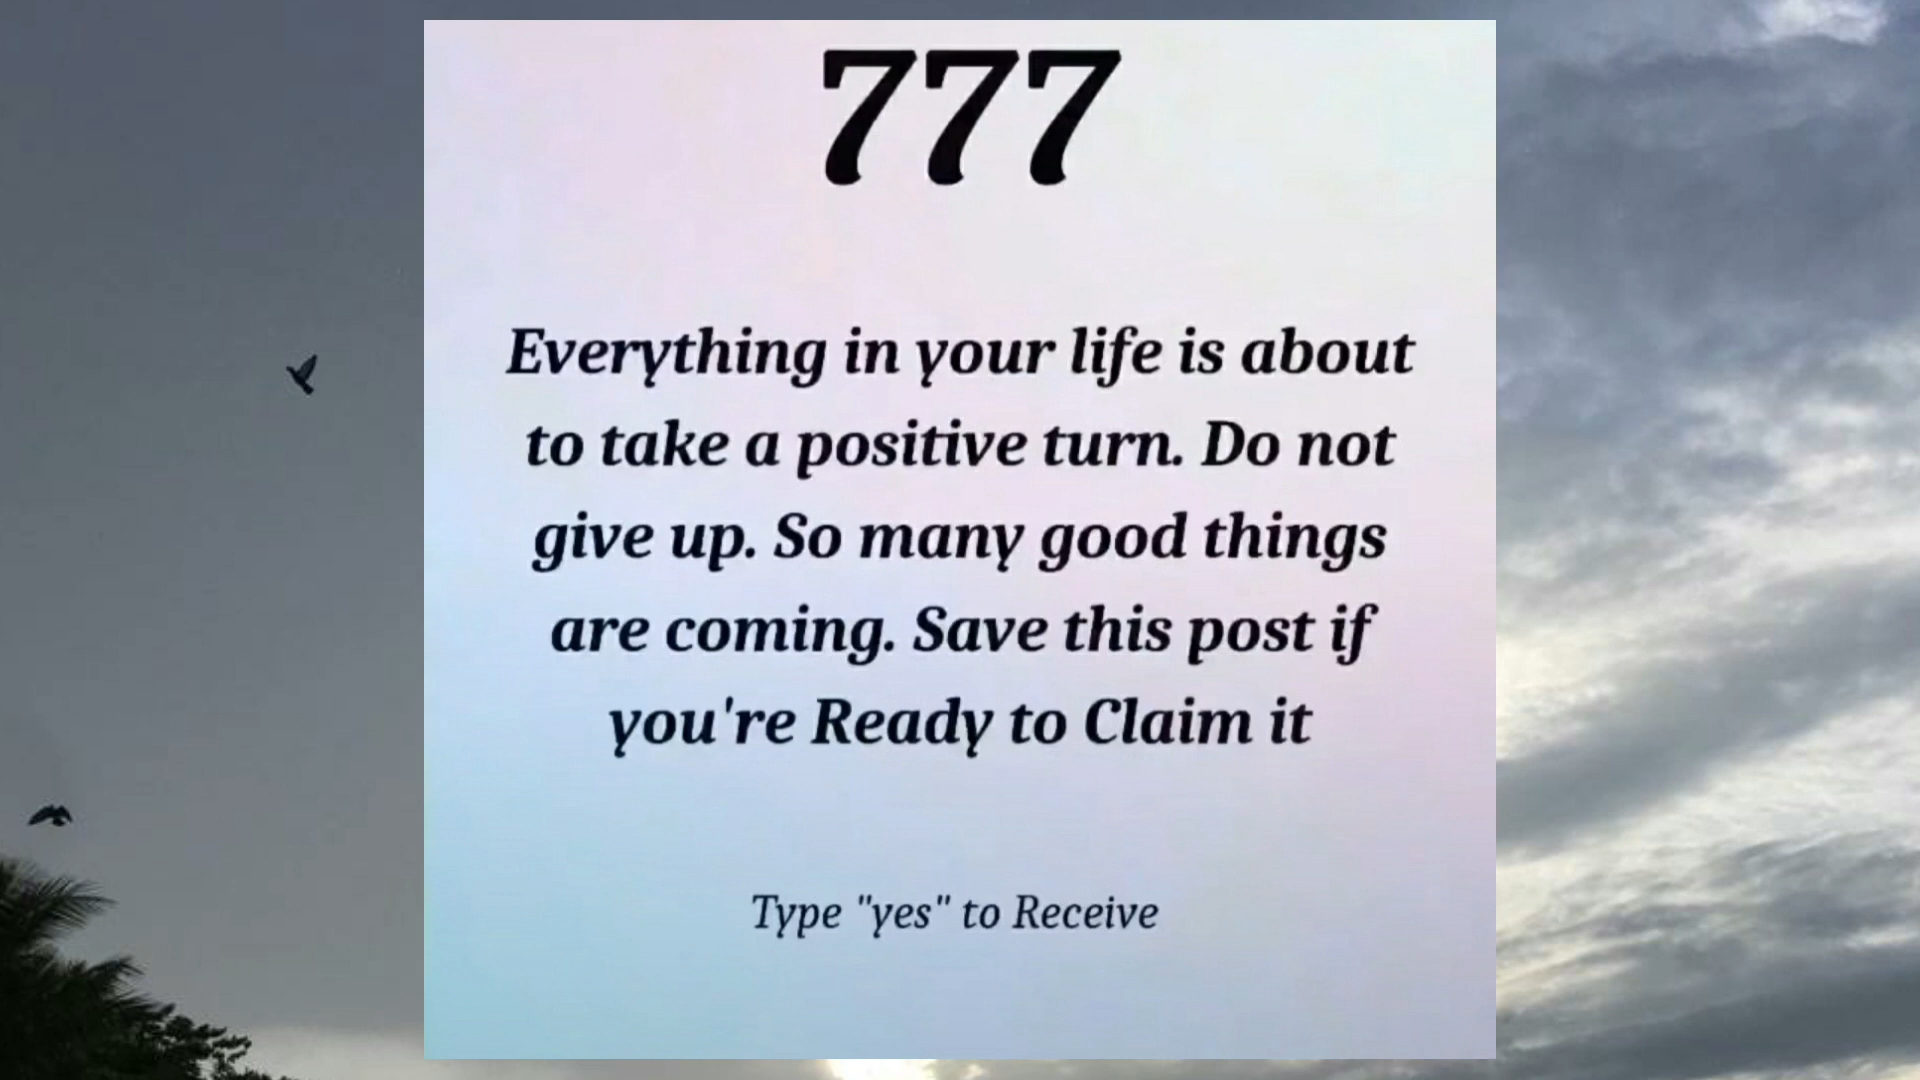 777
Everything in your life is about
to take a positive turn. Do not
give up. So many good things
are coming. Save this post if
you're Ready to Claim it
Type "yes" to Receive